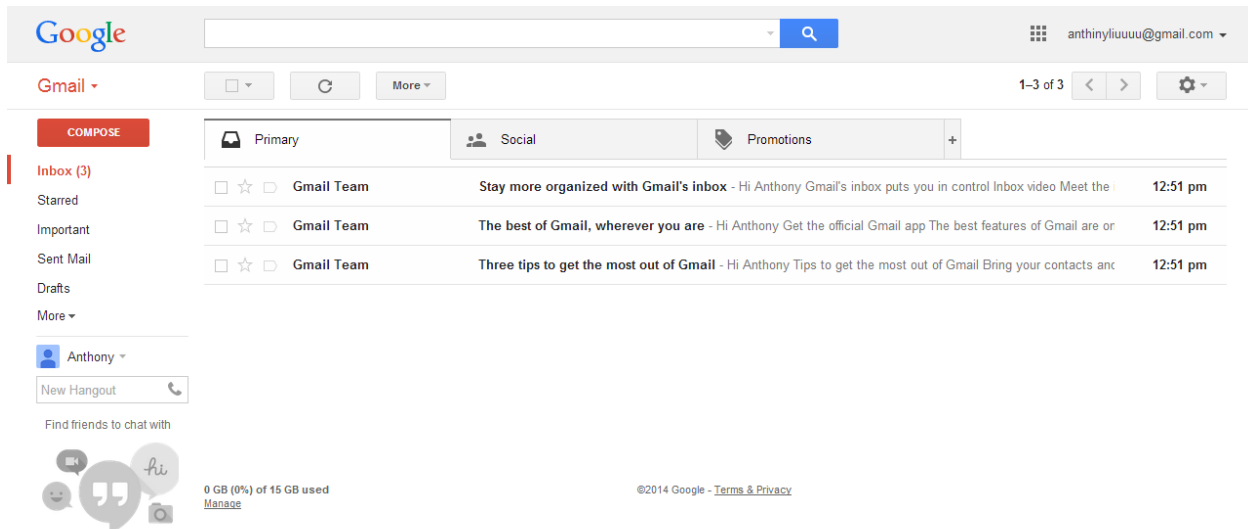 Google
anthinyliuuuu@gmail.com
Gmail
More
1–3 of 3
COMPOSE
Primary
Social
Promotions
+
Inbox (3)
Starred
Important
Sent Mail
Drafts
More
Gmail Team Stay more organized with Gmail's inbox - Hi Anthony Gmail's inbox puts you in control Inbox video Meet the 12:51 pm
Gmail Team The best of Gmail, wherever you are - Hi Anthony Get the official Gmail app The best features of Gmail are on 12:51 pm
Gmail Team Three tips to get the most out of Gmail - Hi Anthony Tips to get the most out of Gmail Bring your contacts and 12:51 pm
Anthony
New Hangout
Find friends to chat with
hi
0 GB (0%) of 15 GB used
Manage
©2014 Google - Terms & Privacy